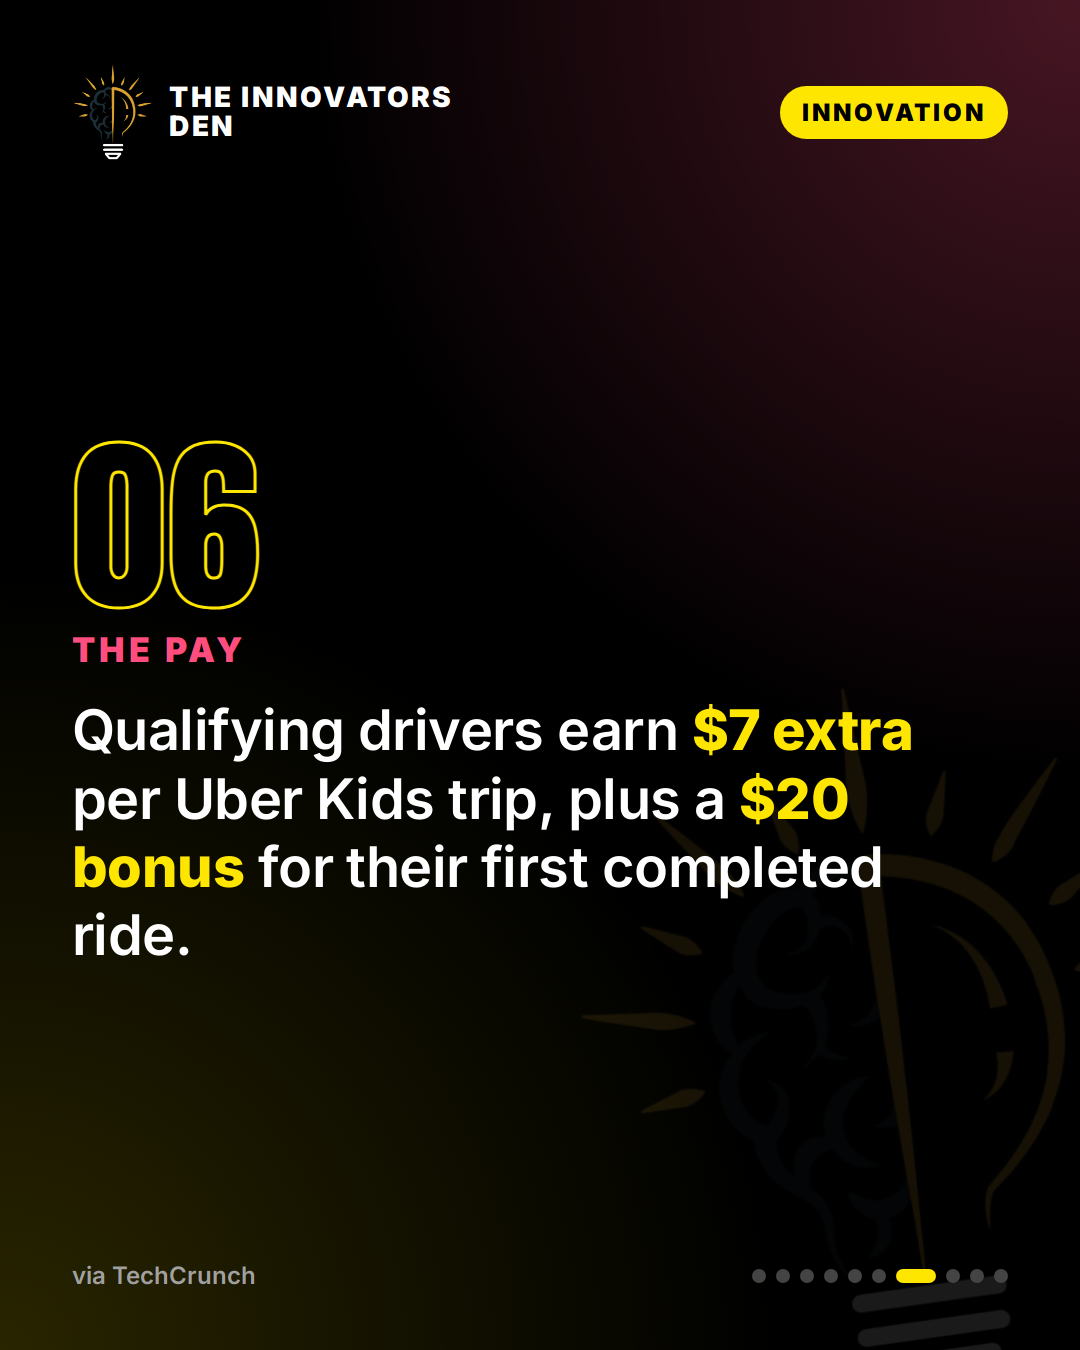 THE INNOVATORS
DEN
INNOVATION
06
THE PAY
Qualifying drivers earn $7 extra
per Uber Kids trip, plus a $20
bonus for their first completed
ride.
via TechCrunch